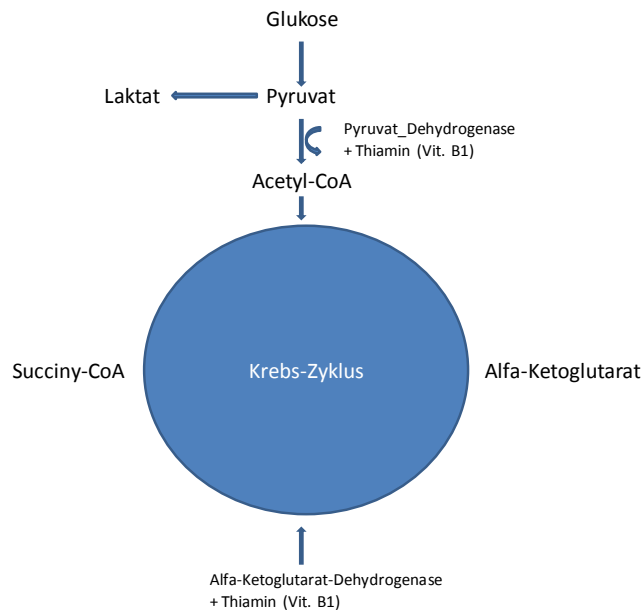 Glukose
Laktat
Pyruvat
Pyruvat_Dehydrogenase
+ Thiamin (Vit. B1)
Acetyl-CoA
Succiny-CoA
Krebs-Zyklus
Alfa-Ketoglutarat
Alfa-Ketoglutarat-Dehydrogenase
+ Thiamin (Vit. B1)